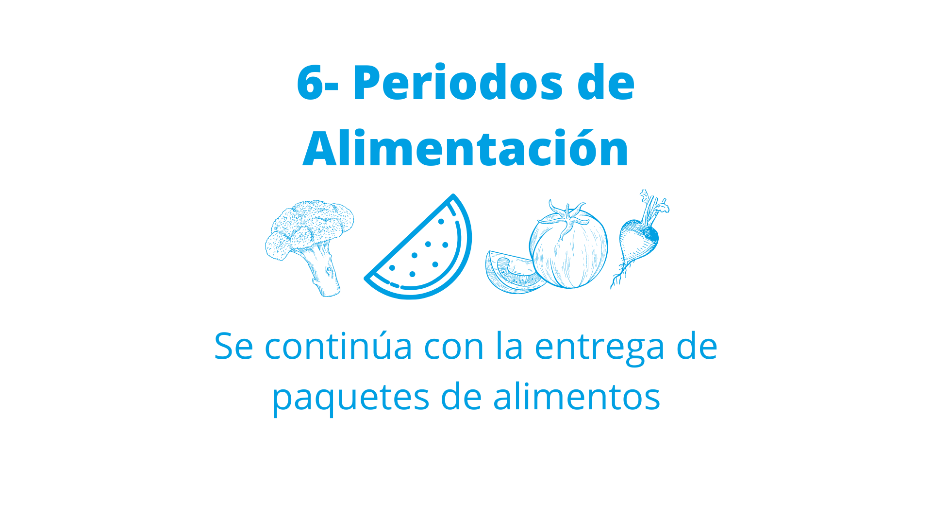 6- Periodos de
Alimentación
Se continúa con la entrega de
paquetes de alimentos